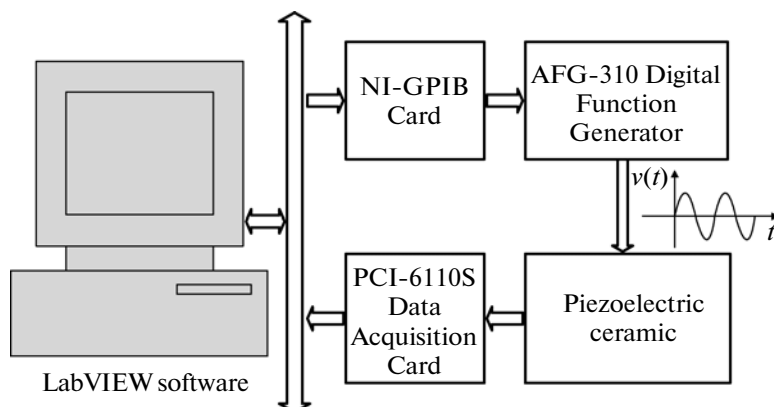 NI-GPIB
Card
AFG-310 Digital
Function
Generator
v(t)
t
PCI-6110S
Data
Acquisition
Card
Piezoelectric
ceramic
LabVIEW software